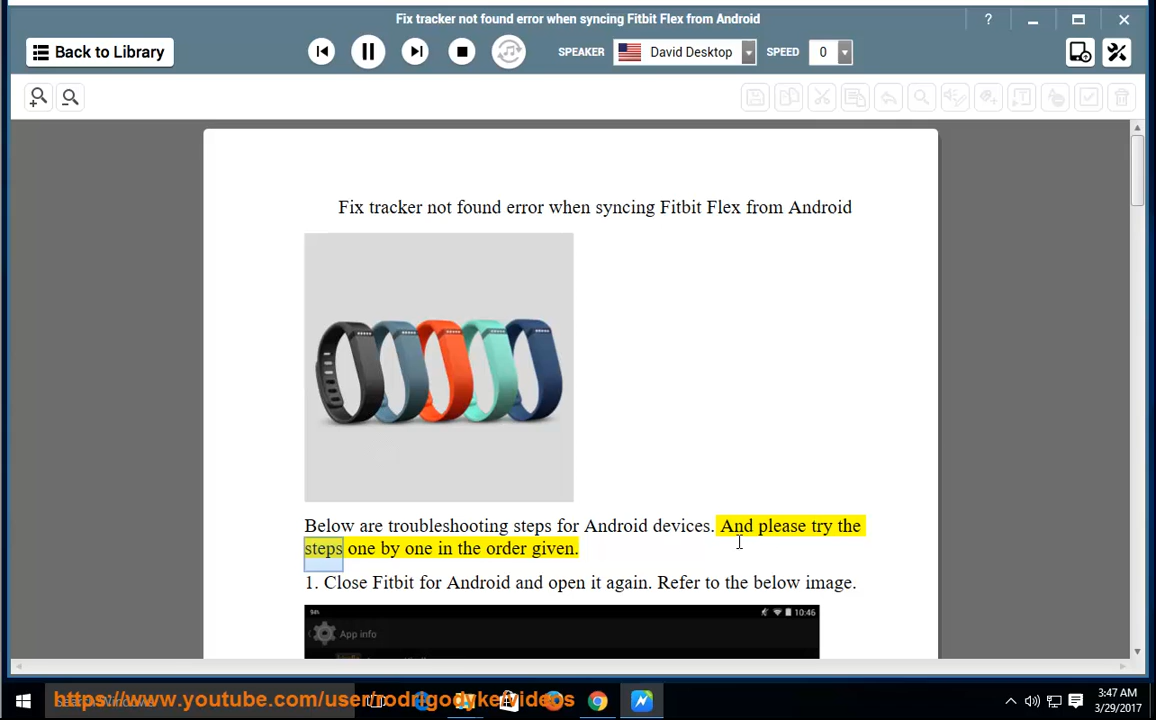 Fix tracker not found error when syncing Fitbit Flex from Android
?
Back to Library
SPEAKER
David Desktop
SPEED
0
Fix tracker not found error when syncing Fitbit Flex from Android
Below are troubleshooting steps for Android devices. And please try the
steps one by one in the order given.
1. Close Fitbit for Android and open it again. Refer to the below image.
10:46
App info
https://www.youtube.com/user/rodrigodyke/videos
3:47 AM
3/29/2017